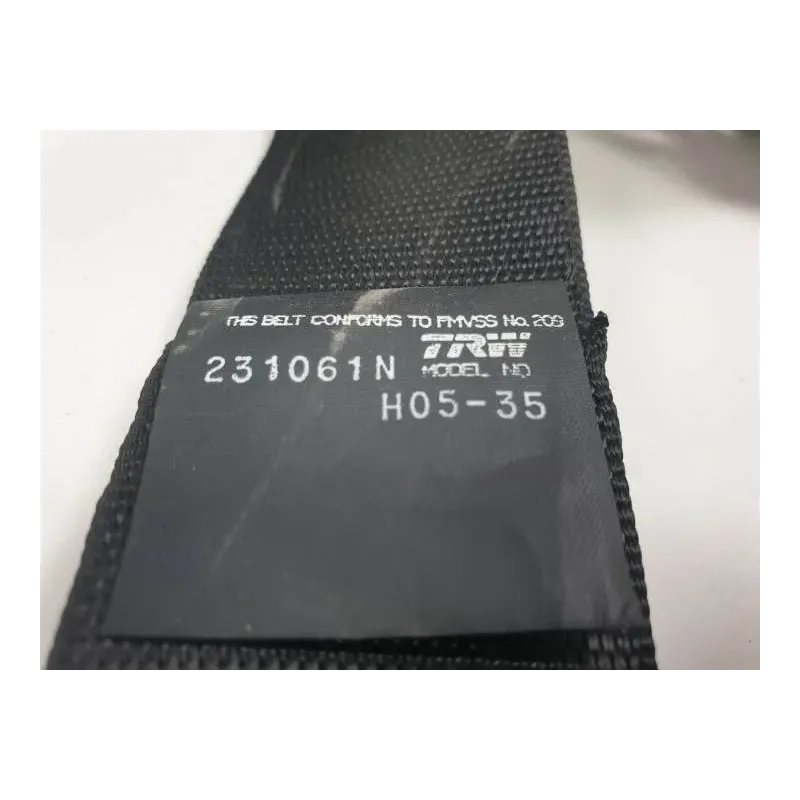 THIS BELT CONFORMS TO FMVSS No. 209
TRW
231061N MODEL NO
H05-35